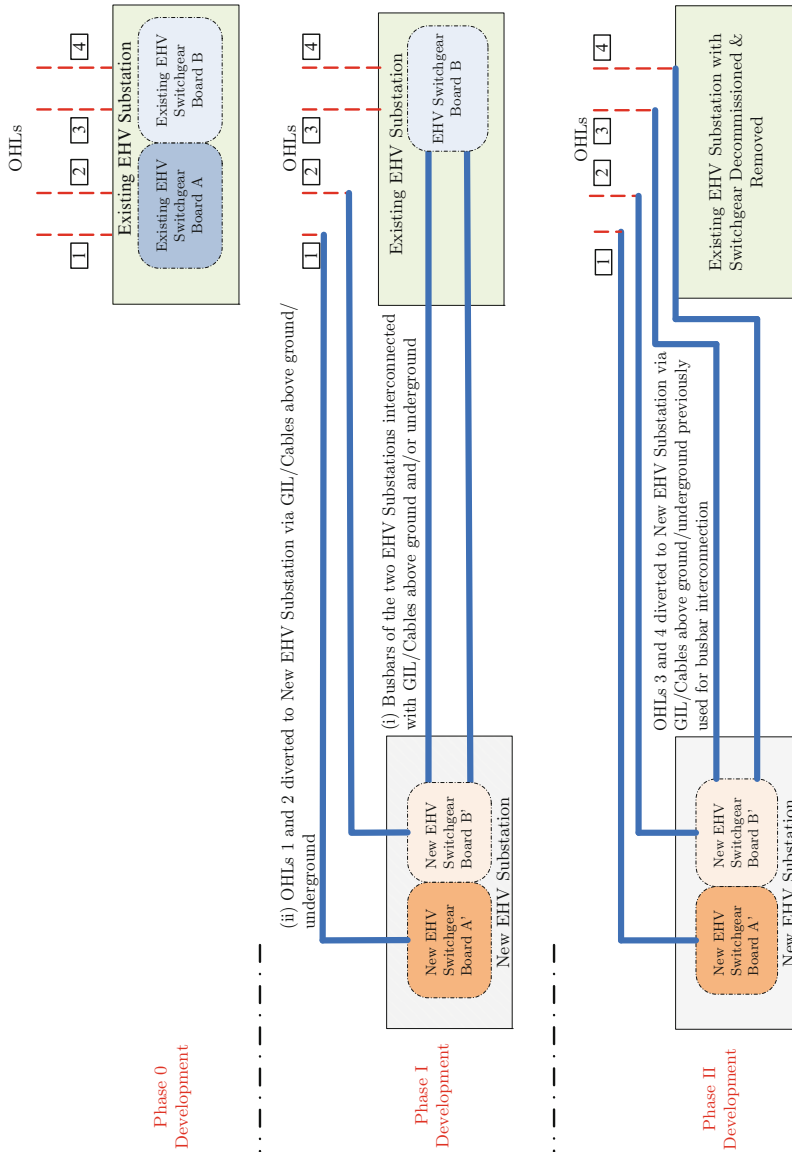 Phase 0
Development
OHLs
1
2
3
4
Existing EHV Substation
Existing EHV
Switchgear
Board A
Existing EHV
Switchgear
Board B
Phase I
Development
(ii) OHLs 1 and 2 diverted to New EHV Substation via GIL/Cables above ground/
underground
OHLs
1
2
3
4
(i) Busbars of the two EHV Substations interconnected
with GIL/Cables above ground and/or underground
New EHV
Switchgear
Board A'
New EHV
Switchgear
Board B'
New EHV Substation
Existing EHV Substation
EHV Switchgear
Board B
Phase II
Development
OHLs
1
2
3
4
OHLs 3 and 4 diverted to New EHV Substation via
GIL/Cables above ground/underground previously
used for busbar interconnection
New EHV
Switchgear
Board A'
New EHV
Switchgear
Board B'
New EHV Substation
Existing EHV Substation with
Switchgear Decommissioned &
Removed